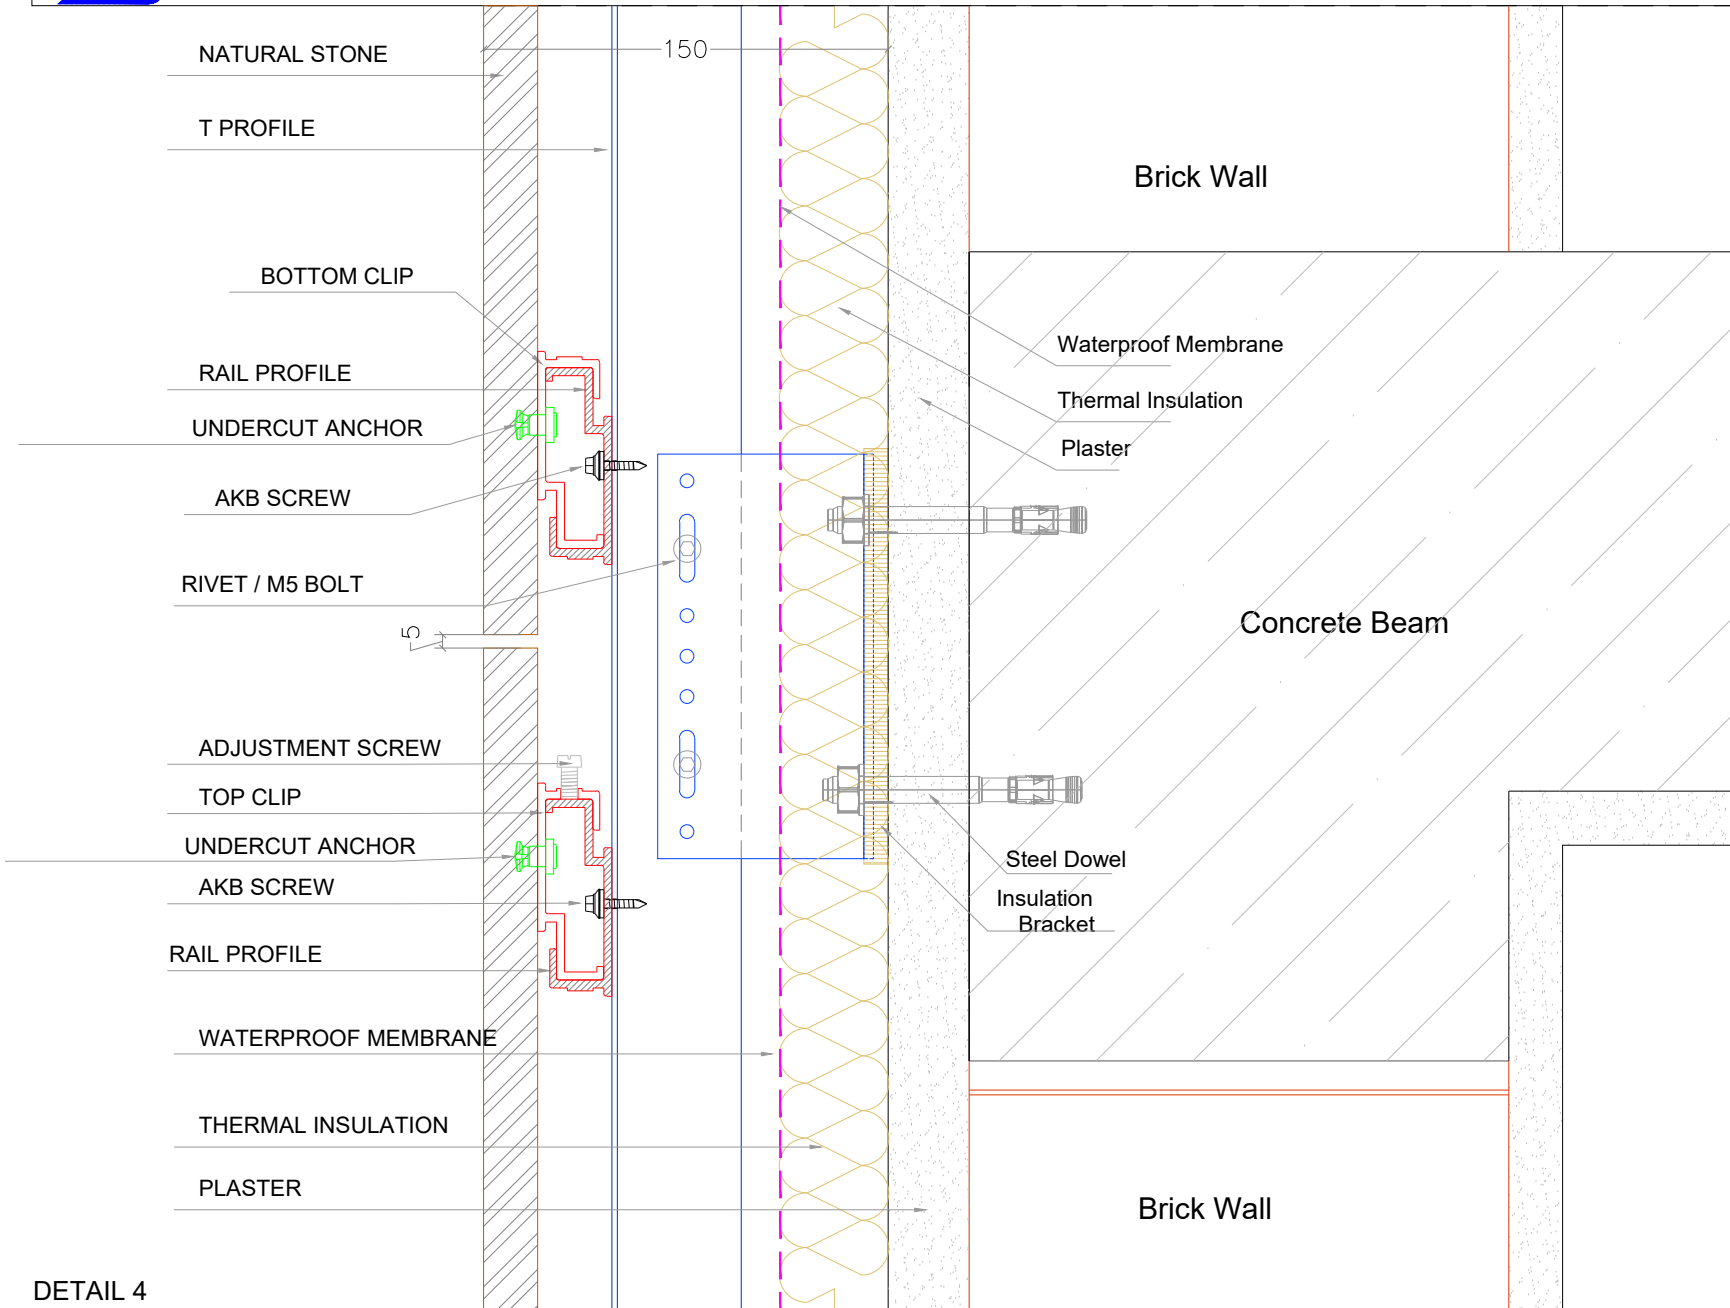 NATURAL STONE
150
T PROFILE
Brick Wall
BOTTOM CLIP
Waterproof Membrane
RAIL PROFILE
Thermal Insulation
UNDERCUT ANCHOR
Plaster
AKB SCREW
RIVET / M5 BOLT
5
Concrete Beam
ADJUSTMENT SCREW
TOP CLIP
UNDERCUT ANCHOR
Steel Dowel
AKB SCREW
Insulation
Bracket
RAIL PROFILE
WATERPROOF MEMBRANE
THERMAL INSULATION
PLASTER
Brick Wall
DETAIL 4